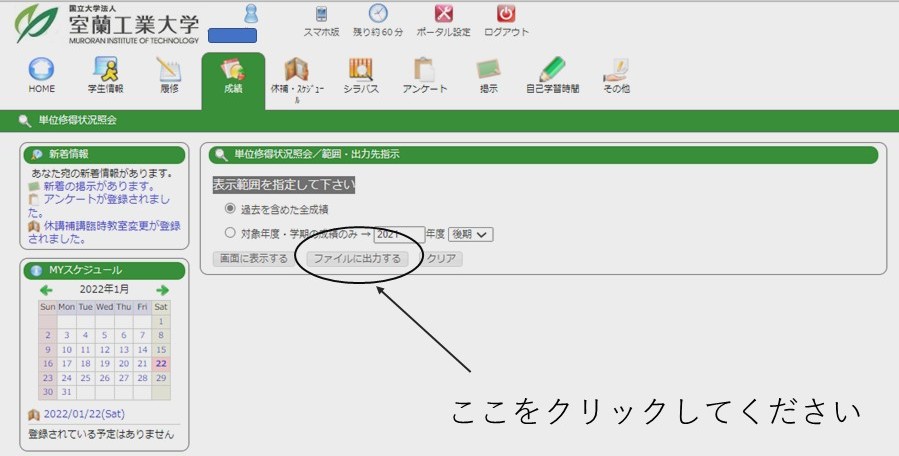 国立大学法人
室蘭工業大学
MURORAN INSTITUTE OF TECHNOLOGY
スマホ版 残り約60分 ポータル設定 ログアウト
HOME 学生情報 履修 成績 休補・ｽｹｼﾞｭｰﾙ シラバス アンケート 掲示 自己学習時間 その他
単位修得状況照会
新着情報
あなた宛の新着情報があります。
新着の掲示があります。
アンケートが登録されまし
た。
休講補講臨時教室変更が登録
されました。
MYスケジュール
2022年1月
Sun Mon Tue Wed Thu Fri Sat
1
2 3 4 5 6 7 8
9 10 11 12 13 14 15
16 17 18 19 20 21 22
23 24 25 26 27 28 29
30 31
2022/01/22(Sat)
登録されている予定はありません
単位修得状況照会／範囲・出力先指示
表示範囲を指定して下さい
過去を含めた全成績
対象年度・学期の成績のみ → 2021 年度 後期
画面に表示する ファイルに出力する クリア
ここをクリックしてください